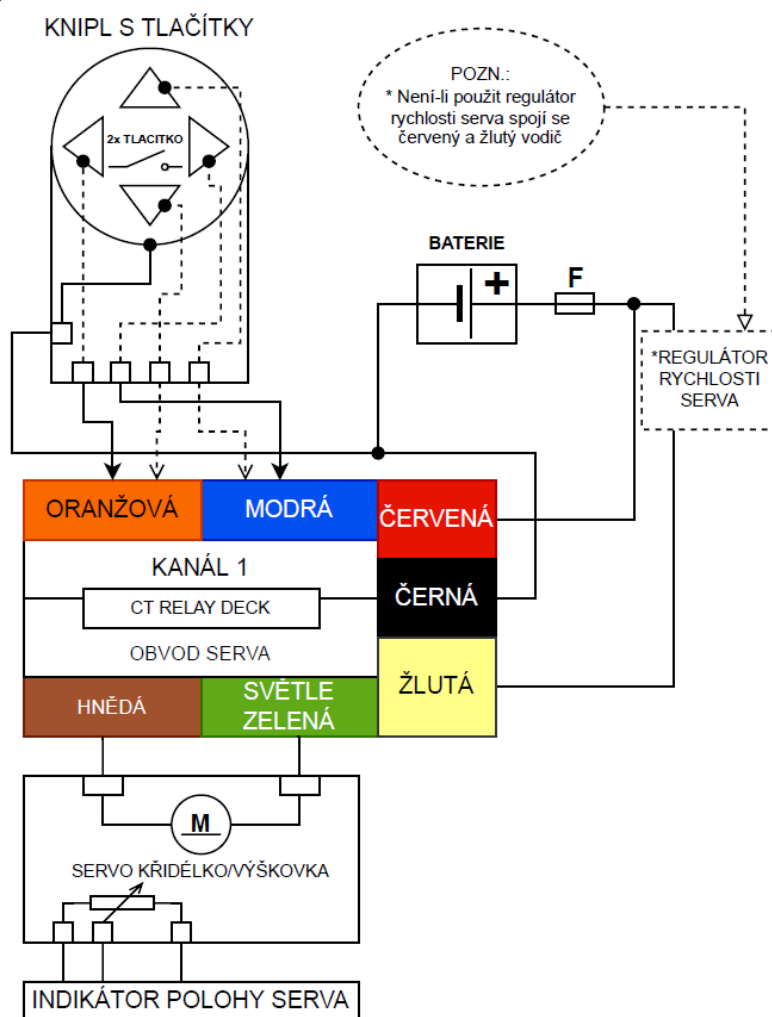 KNIPL S TLAČÍTKY
2x TLACITKO
POZN.:
* Není-li použit regulátor
rychlosti serva spojí se
červený a žlutý vodič
BATERIE
+
F
*REGULÁTOR
RYCHLOSTI
SERVA
ORANŽOVÁ
MODRÁ
ČERVENÁ
KANÁL 1
CT RELAY DECK
ČERNÁ
OBVOD SERVA
ŽLUTÁ
HNĚDÁ
SVĚTLE
ZELENÁ
M
SERVO KŘIDÉLKO/VÝŠKOVKA
INDIKÁTOR POLOHY SERVA